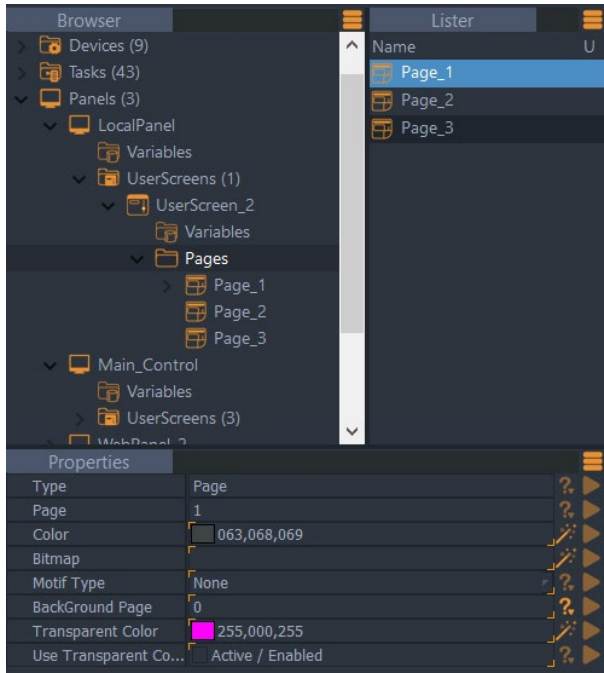 Browser
Devices (9)
Tasks (43)
Panels (3)
LocalPanel
Variables
UserScreens (1)
UserScreen_2
Variables
Pages
Page_1
Page_2
Page_3
Main_Control
Variables
UserScreens (3)
WebPanel_2
Lister
Name U
Page_1
Page_2
Page_3
Properties
Type Page
Page 1
Color 063,068,069
Bitmap
Motif Type None
BackGround Page 0
Transparent Color 255,000,255
Use Transparent Co... Active / Enabled